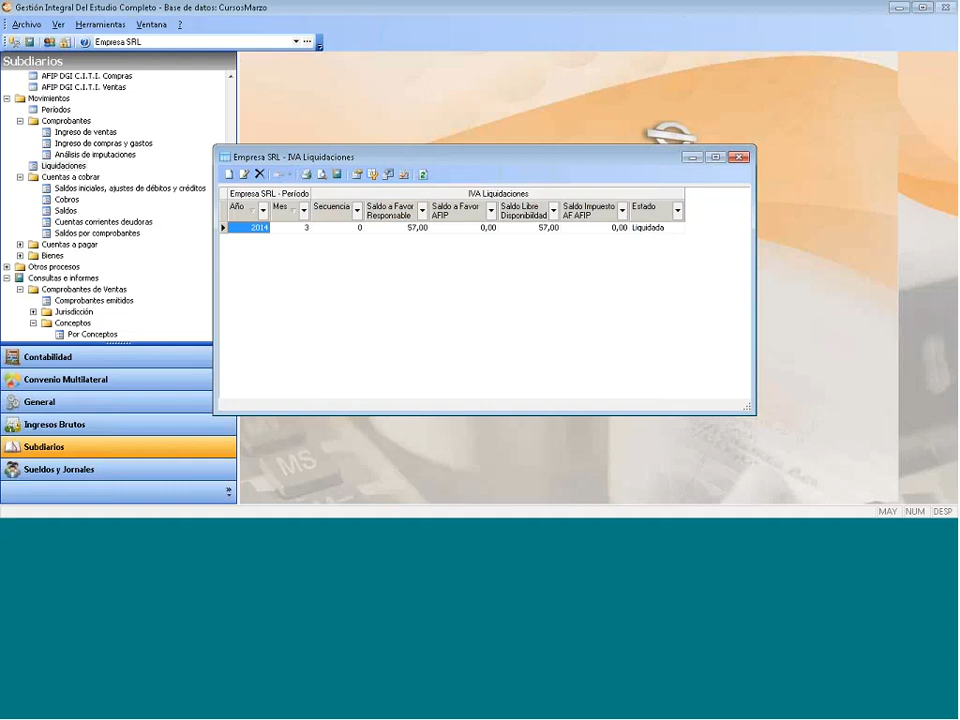 Gestión Integral Del Estudio Completo - Base de datos: CursosMarzo
Archivo Ver Herramientas Ventana ?
Empresa SRL
Subdiarios
AFIP DGI C.I.T.I. Compras
AFIP DGI C.I.T.I. Ventas
Movimientos
Períodos
Comprobantes
Ingreso de ventas
Ingreso de compras y gastos
Análisis de imputaciones
Liquidaciones
Cuentas a cobrar
Saldos iniciales, ajustes de débitos y créditos
Cobros
Saldos
Cuentas corrientes deudoras
Saldos por comprobantes
Cuentas a pagar
Bienes
Otros procesos
Consultas e informes
Comprobantes de Ventas
Comprobantes emitidos
Jurisdicción
Conceptos
Por Conceptos
Contabilidad
Convenio Multilateral
General
Ingresos Brutos
Subdiarios
Sueldos y Jornales
Empresa SRL - IVA Liquidaciones
Empresa SRL - Período IVA Liquidaciones
Año Mes Secuencia Saldo a Favor Responsable Saldo a Favor AFIP Saldo Libre Disponibilidad Saldo Impuesto AF AFIP Estado
2014 3 0 57,00 0,00 57,00 0,00 Liquidada
MS
MAY NUM DESP